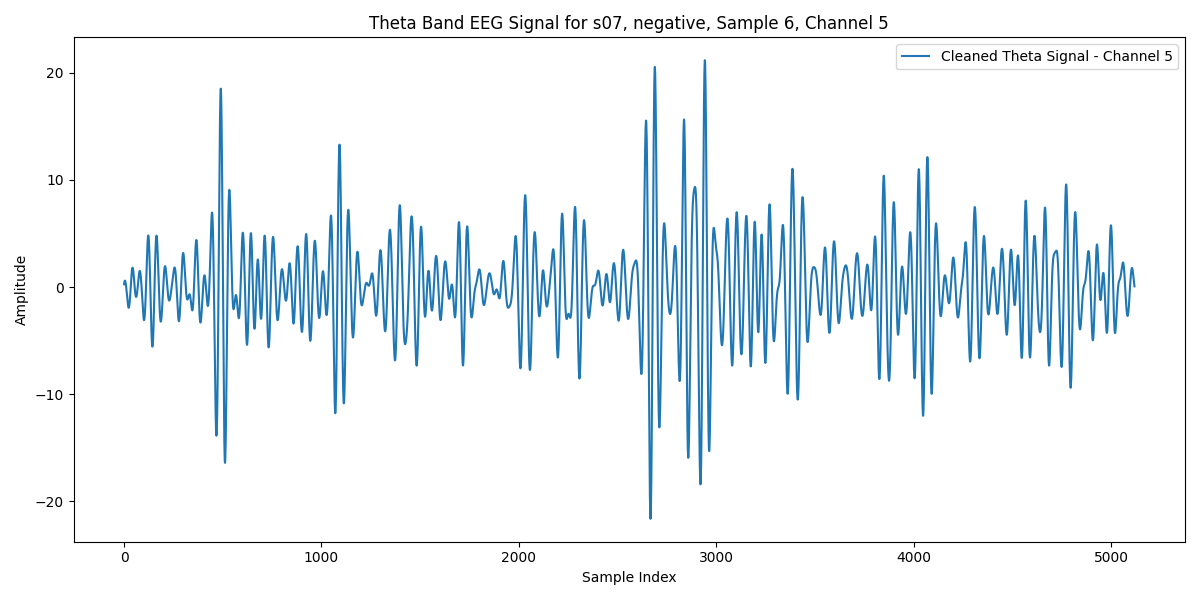 Theta Band EEG Signal for s07, negative, Sample 6, Channel 5
Cleaned Theta Signal - Channel 5
Amplitude
20
10
0
−10
−20
0 1000 2000 3000 4000 5000
Sample Index